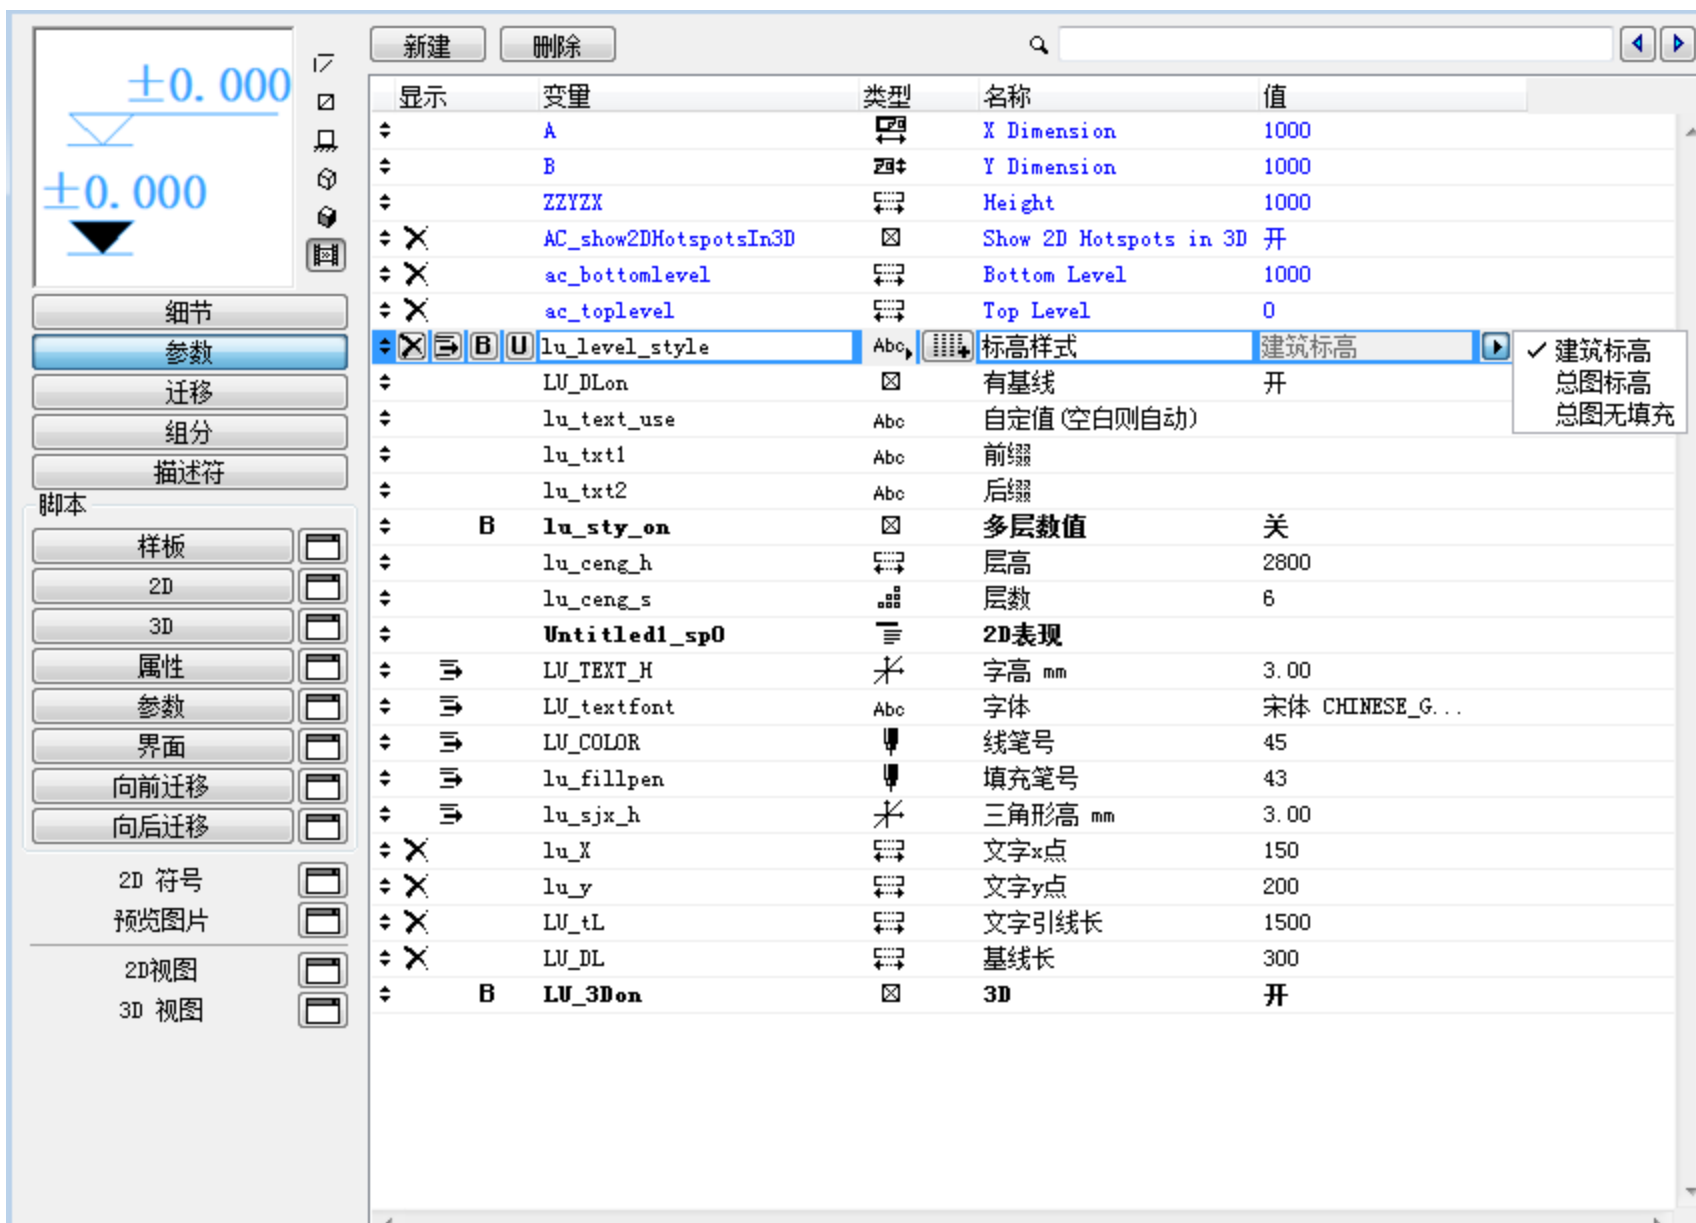 ±0.000
±0.000
细节
参数
迁移
组分
描述符
脚本
样板
2D
3D
属性
参数
界面
向前迁移
向后迁移
2D 符号
预览图片
2D视图
3D 视图
新建 删除
显示 变量 类型 名称 值
A X Dimension 1000
B Y Dimension 1000
ZZYZX Height 1000
AC_show2DHotspotsIn3D Show 2D Hotspots in 3D 开
ac_bottomlevel Bottom Level 1000
ac_toplevel Top Level 0
B U lu_level_style Abc 标高样式 建筑标高
建筑标高
总图标高
总图无填充
LU_DLon 有基线 开
lu_text_use Abc 自定值(空白则自动)
lu_txt1 Abc 前缀
lu_txt2 Abc 后缀
B lu_sty_on 多层数值 关
lu_ceng_h 层高 2800
lu_ceng_s 层数 6
Untitled1_sp0 2D表现
LU_TEXT_H 字高 mm 3.00
LU_textfont Abc 字体 宋体 CHINESE_G...
LU_COLOR 线笔号 45
lu_fillpen 填充笔号 43
lu_sjx_h 三角形高 mm 3.00
lu_X 文字x点 150
lu_y 文字y点 200
LU_tL 文字引线长 1500
LU_DL 基线长 300
B LU_3Don 3D 开